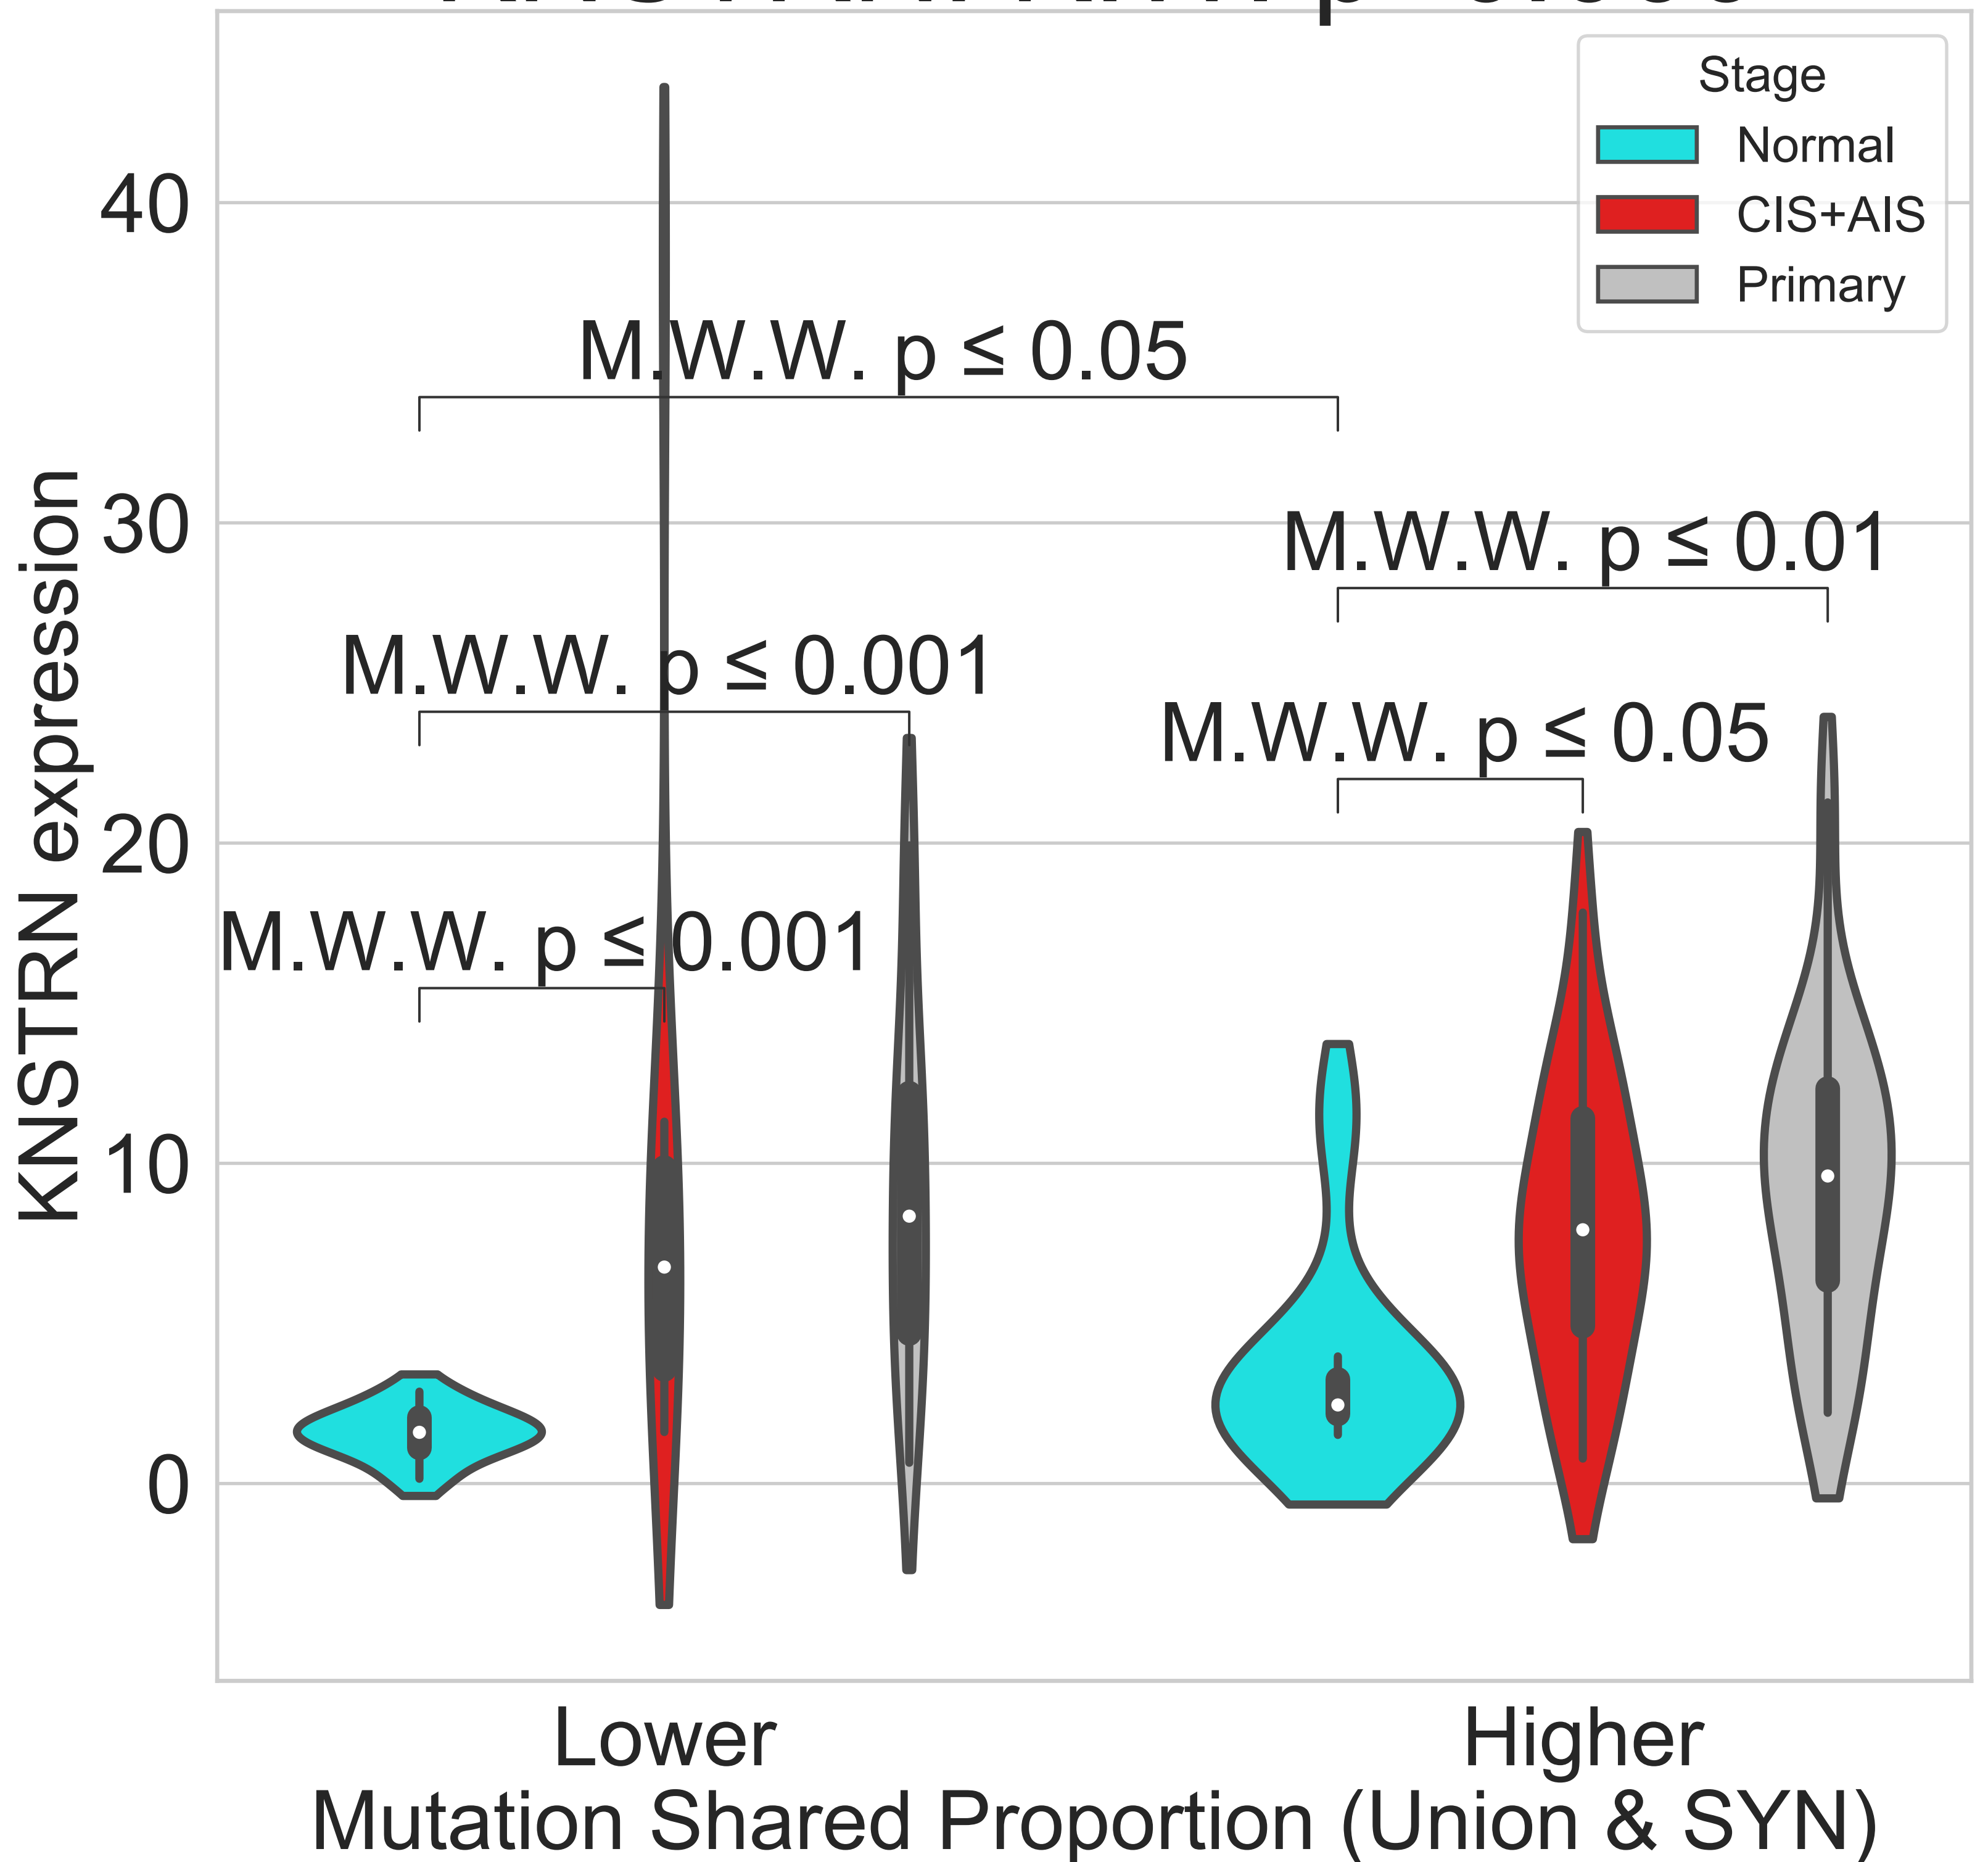 Stage
Normal
CIS+AIS
Primary
40
30
20
10
0
KNSTRN expression
M.W.W. p ≤ 0.05
M.W.W. p ≤ 0.01
M.W.W. p ≤ 0.001
M.W.W. p ≤ 0.05
M.W.W. p ≤ 0.001
Lower
Higher
Mutation Shared Proportion (Union & SYN)